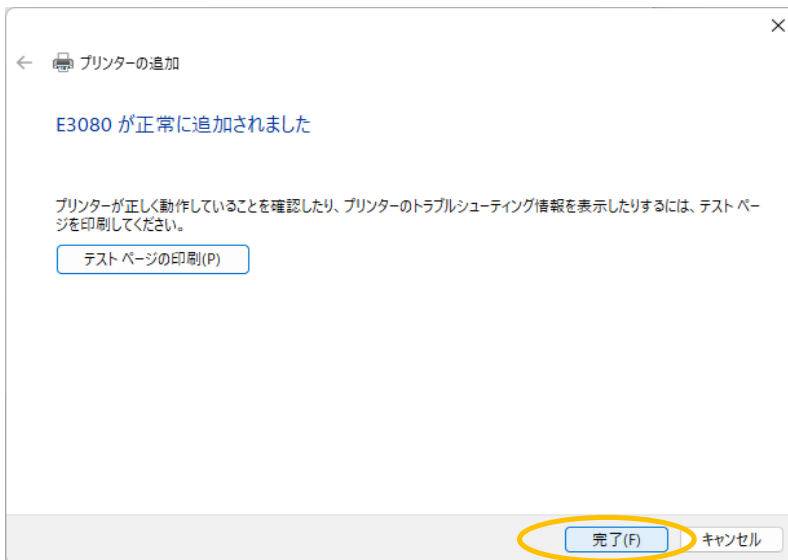 プリンターの追加
E3080 が正常に追加されました
プリンターが正しく動作していることを確認したり、プリンターのトラブルシューティング情報を表示したりするには、テスト ペー
ジを印刷してください。
テスト ページの印刷(P)
完了(F) キャンセル